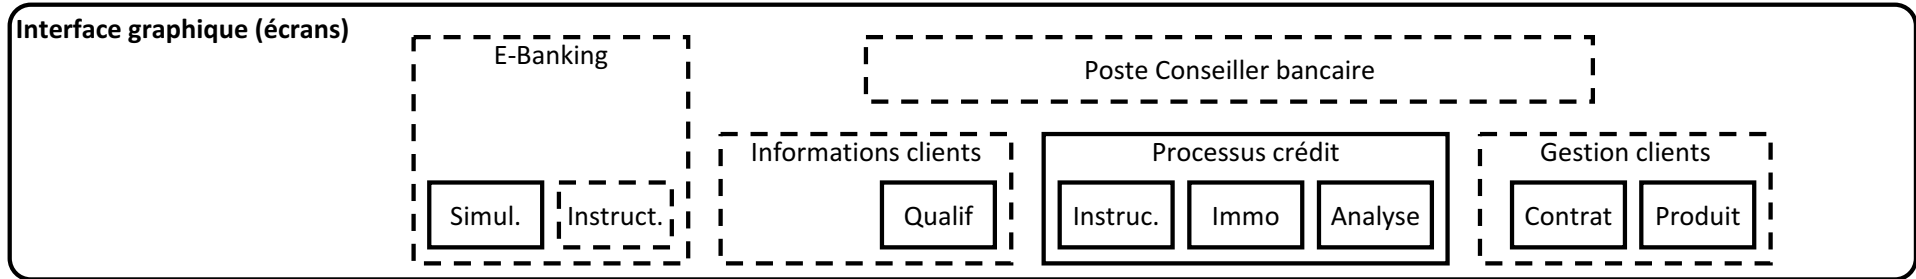 Interface graphique (écrans)
E-Banking
Poste Conseiller bancaire
Informations clients
Processus crédit
Gestion clients
Simul.
Instruct.
Qualif
Instruc.
Immo
Analyse
Contrat
Produit